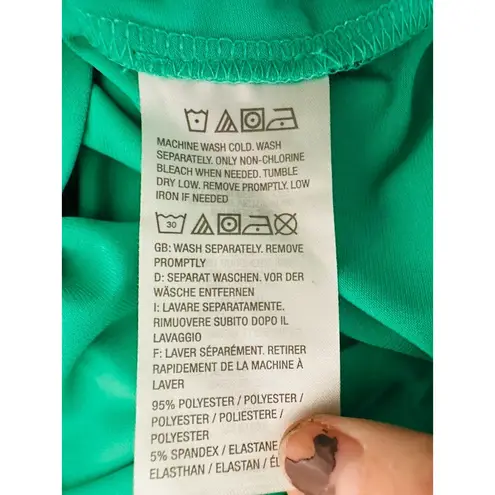 MACHINE WASH COLD. WASH
SEPARATELY. ONLY NON-CHLORINE
BLEACH WHEN NEEDED. TUMBLE
DRY LOW. REMOVE PROMPTLY. LOW
IRON IF NEEDED
30
GB: WASH SEPARATELY. REMOVE
PROMPTLY
D: SEPARAT WASCHEN. VOR DER
WÄSCHE ENTFERNEN
I: LAVARE SEPARATAMENTE.
RIMUOVERE SUBITO DOPO IL
LAVAGGIO
F: LAVER SÉPARÉMENT. RETIRER
RAPIDEMENT DE LA MACHINE À
LAVER
95% POLYESTER / POLYESTER /
POLYESTER / POLIESTERE /
POLYESTER
5% SPANDEX / ELASTANE
ELASTHAN / ELASTAN /